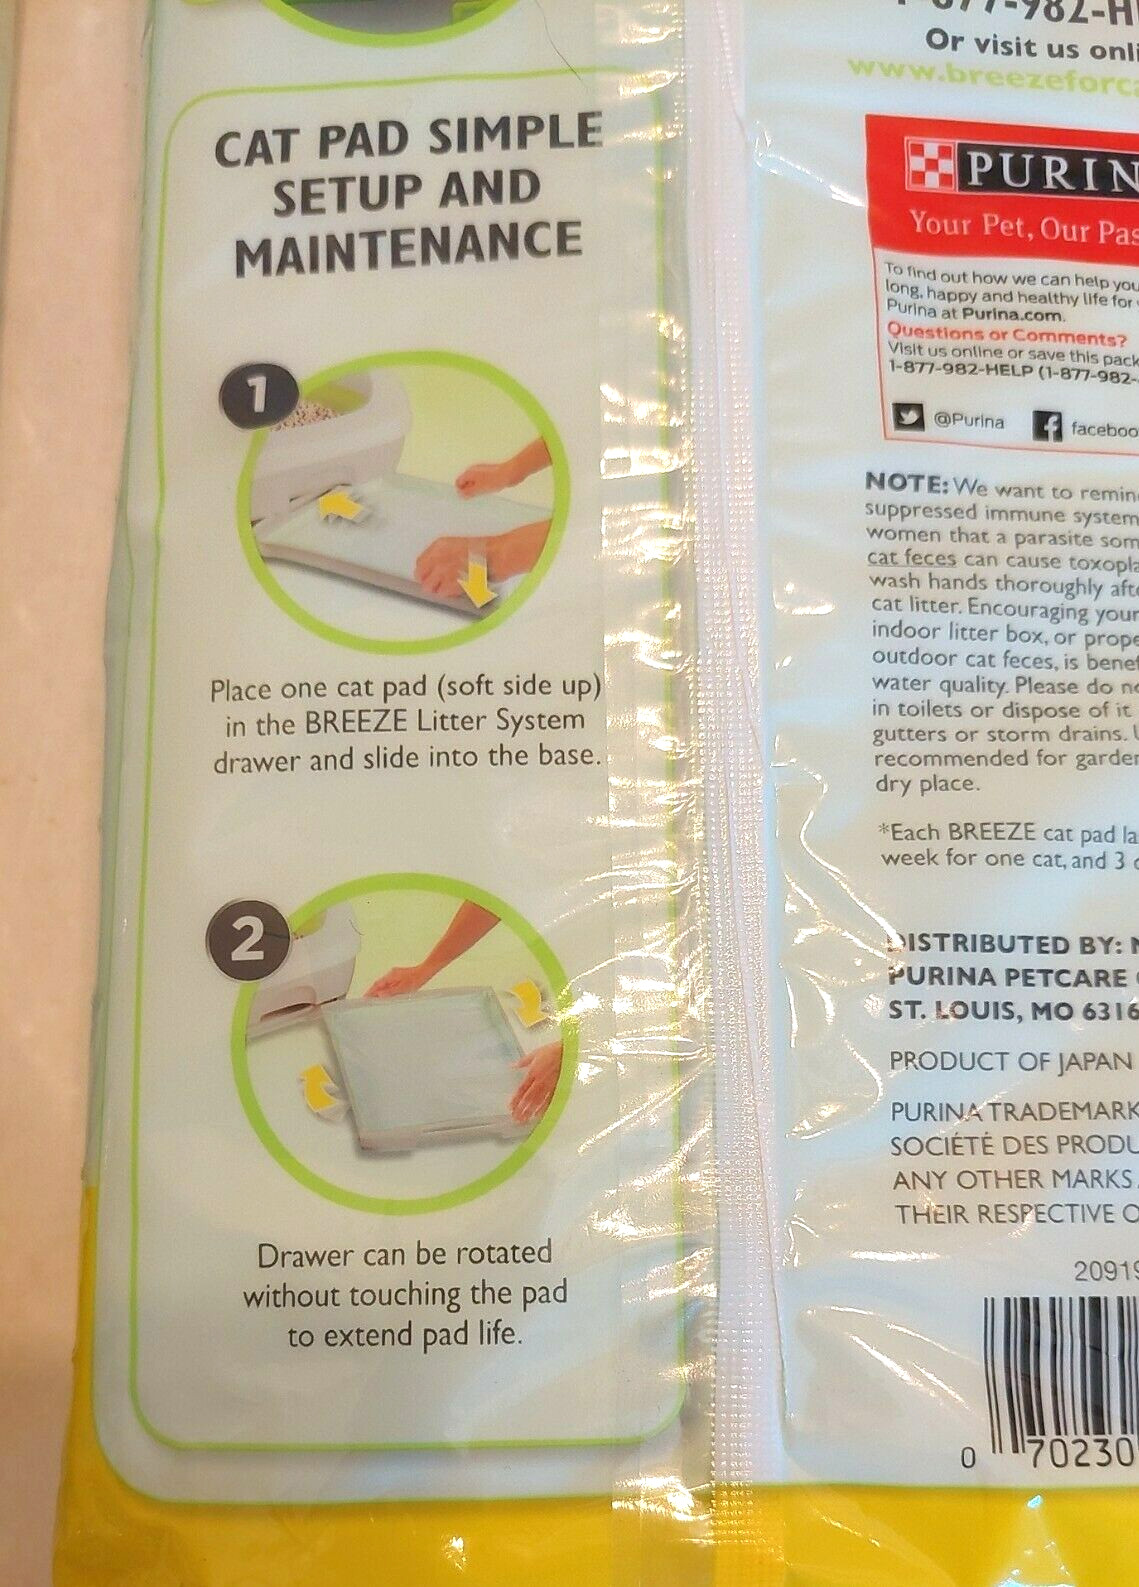 CAT PAD SIMPLE
SETUP AND
MAINTENANCE
1
Place one cat pad (soft side up)
in the BREEZE Litter System
drawer and slide into the base.
2
Drawer can be rotated
without touching the pad
to extend pad life.
Or visit us
www.breezeforca
PURIN
Your Pet, Our Pas
To find out how we can help you
long, happy and healthy life for
Purina at Purina.com.
Questions or Comments?
Visit us online or save this pack
1-877-982-HELP (1-877-982-
@Purina faceboo
NOTE: We want to remin
suppressed immune system
women that a parasite som
cat feces can cause toxopla
wash hands thoroughly afte
cat litter. Encouraging your
indoor litter box, or prope
outdoor cat feces, is benef
water quality. Please do
in toilets or dispose of it
gutters or storm drains.
recommended for garden
dry place.
*Each BREEZE cat pad la
week for one cat, and 3
DISTRIBUTED BY: N
PURINA PETCARE
ST. LOUIS, MO 6316
PRODUCT OF JAPAN
PURINA TRADEMARK
SOCIÉTÉ DES PRODU
ANY OTHER MARKS
THEIR RESPECTIVE O
20919
0 70230